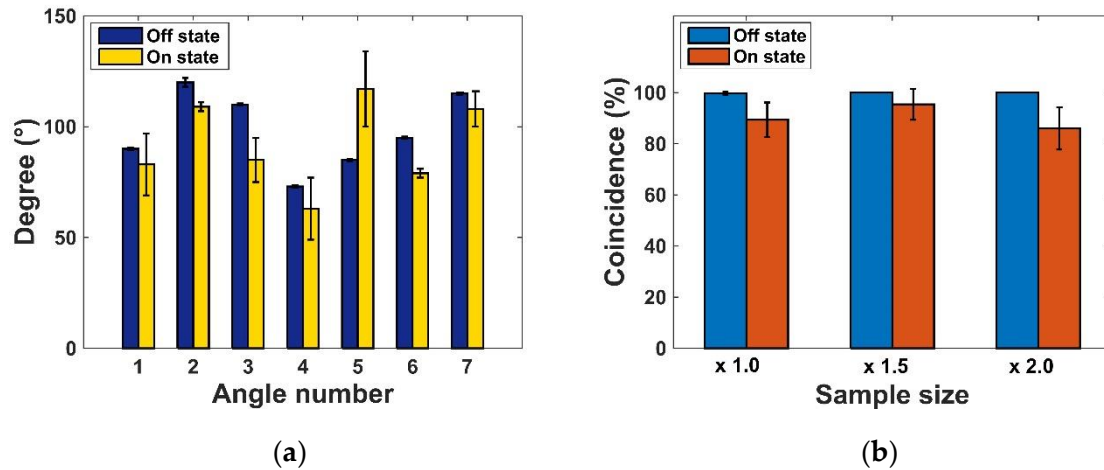 150
100
50
0
Degree (°)
Off state
On state
1 2 3 4 5 6 7
Angle number
(a)
100
80
60
40
20
0
Coincidence (%)
Off state
On state
x 1.0 x 1.5 x 2.0
Sample size
(b)